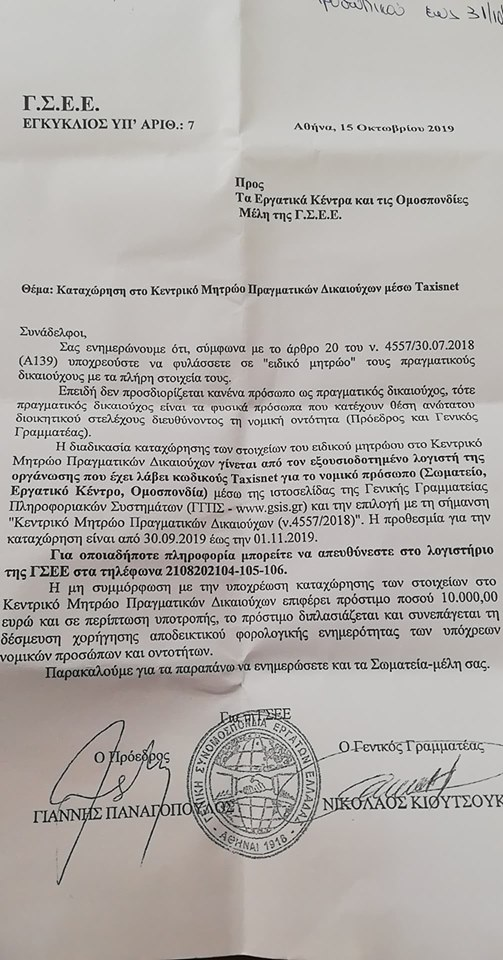 έως 31/10
Γ.Σ.Ε.Ε.
ΕΓΚΥΚΛΙΟΣ ΥΠ' ΑΡΙΘ.: 7
Αθήνα, 15 Οκτωβρίου 2019
Προς
Τα Εργατικά Κέντρα και τις Ομοσπονδίες
Μέλη της Γ.Σ.Ε.Ε.
Θέμα: Καταχώρηση στο Κεντρικό Μητρώο Πραγματικών Δικαιούχων μέσω Taxisnet
Συνάδελφοι,
Σας ενημερώνουμε ότι, σύμφωνα με το άρθρο 20 του ν. 4557/30.07.2018
(Α139) υποχρεούστε να φυλάσσετε σε "ειδικό μητρώο" τους πραγματικούς
δικαιούχους με τα πλήρη στοιχεία τους.
Επειδή δεν προσδιορίζεται κανένα πρόσωπο ως πραγματικός δικαιούχος, τότε
πραγματικός δικαιούχος είναι τα φυσικά πρόσωπα που κατέχουν θέση ανώτατου
διοικητικού στελέχους διευθύνοντος τη νομική οντότητα (Πρόεδρος και Γενικός
Γραμματέας).
Η διαδικασία καταχώρησης των στοιχείων του ειδικού μητρώου στο Κεντρικό
Μητρώο Πραγματικών Δικαιούχων γίνεται από τον εξουσιοδοτημένο λογιστή της
οργάνωσης που έχει λάβει κωδικούς Taxisnet για το νομικό πρόσωπο (Σωματείο,
Εργατικό Κέντρο, Ομοσπονδία) μέσω της ιστοσελίδας της Γενικής Γραμματείας
Πληροφοριακών Συστημάτων (ΓΓΠΣ - www.gsis.gr) και την επιλογή με τη σήμανση
"Κεντρικό Μητρώο Πραγματικών Δικαιούχων (ν.4557/2018)". Η προθεσμία για την
καταχώρηση είναι από 30.09.2019 έως την 01.11.2019.
Για οποιαδήποτε πληροφορία μπορείτε να απευθύνεστε στο λογιστήριο
της ΓΣΕΕ στα τηλέφωνα 2108202104-105-106.
Η μη συμμόρφωση με την υποχρέωση καταχώρησης των στοιχείων στο
Κεντρικό Μητρώο Πραγματικών Δικαιούχων επιφέρει πρόστιμο ποσού 10.000,00
ευρώ και σε περίπτωση υποτροπής, το πρόστιμο διπλασιάζεται και συνεπάγεται τη
δέσμευση χορήγησης αποδεικτικού φορολογικής ενημερότητας των υπόχρεων
νομικών προσώπων και οντοτήτων.
Παρακαλούμε για τα παραπάνω να ενημερώσετε και τα Σωματεία-μέλη σας.
Για τη ΓΣΕΕ
Ο Πρόεδρος
Ο Γενικός Γραμματέας
ΓΕΝΙΚΗ ΣΥΝΟΜΟΣΠΟΝΔΙΑ ΕΡΓΑΤΩΝ ΕΛΛΑΔΑΣ
ΑΘΗΝΑΙ 1918
ΓΙΑΝΝΗΣ ΠΑΝΑΓΟΠΟΥΛΟΣ
ΝΙΚΟΛΑΟΣ ΚΙΟΥΤΣΟΥΚ